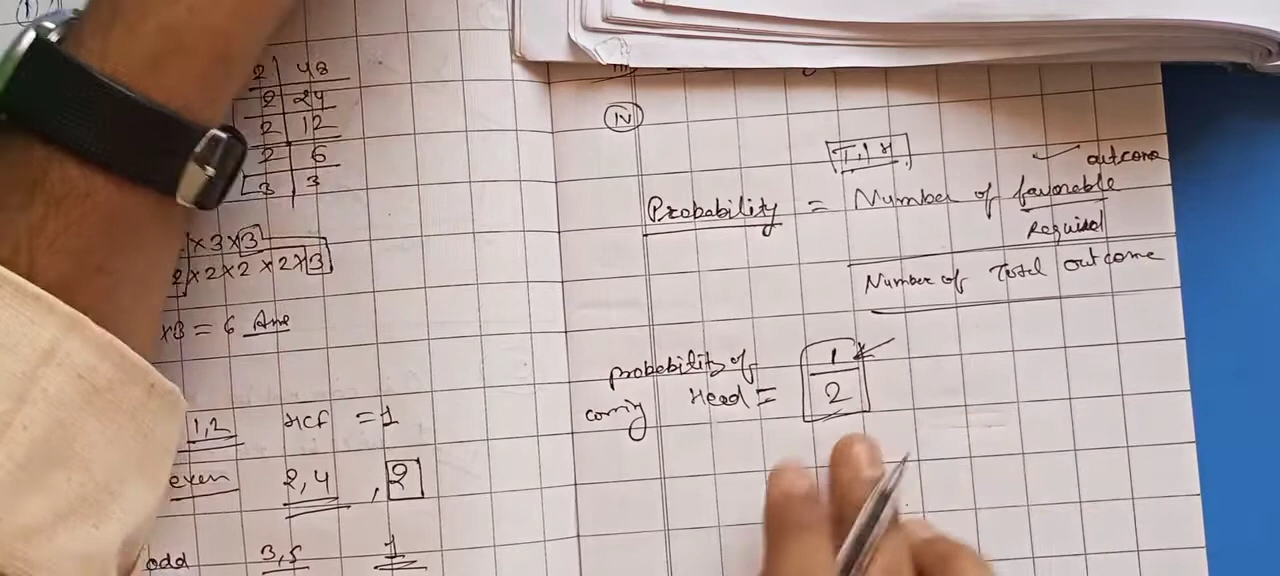 2 48
2 24
2 12
2 6
3 3
×3×3
2×2×2×2×3
×3 = 6 Ans
1,2 HCF = 1
even 2,4 , 2
odd 3,5 1
IV
T, H
outcome
Probability = Number of favorable
Required
Number of Total outcome
probability of
coming Head = 1/2